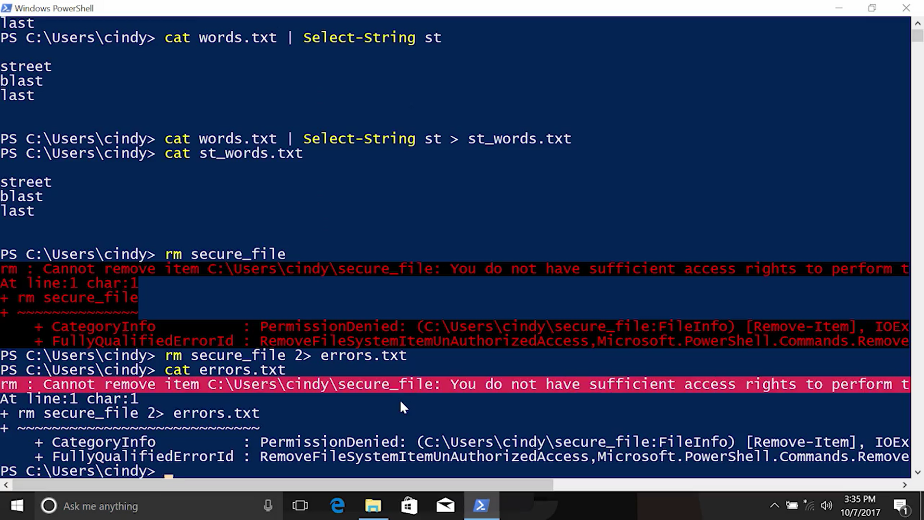 Windows PowerShell
last
PS C:\Users\cindy> cat words.txt | Select-String st
street
blast
last
PS C:\Users\cindy> cat words.txt | Select-String st > st_words.txt
PS C:\Users\cindy> cat st_words.txt
street
blast
last
PS C:\Users\cindy> rm secure_file
rm : Cannot remove item C:\Users\cindy\secure_file: You do not have sufficient access rights to perform t
At line:1 char:1
+ rm secure_file
+ ~~~~~~~~~~~~~~
+ CategoryInfo : PermissionDenied: (C:\Users\cindy\secure_file:FileInfo) [Remove-Item], IOEx
+ FullyQualifiedErrorId : RemoveFileSystemItemUnAuthorizedAccess,Microsoft.PowerShell.Commands.Remove
PS C:\Users\cindy> rm secure_file 2> errors.txt
PS C:\Users\cindy> cat errors.txt
rm : Cannot remove item C:\Users\cindy\secure_file: You do not have sufficient access rights to perform t
At line:1 char:1
+ rm secure_file 2> errors.txt
+ ~~~~~~~~~~~~~~~~~~~~~~~~~~~~
+ CategoryInfo : PermissionDenied: (C:\Users\cindy\secure_file:FileInfo) [Remove-Item], IOEx
+ FullyQualifiedErrorId : RemoveFileSystemItemUnAuthorizedAccess,Microsoft.PowerShell.Commands.Remove
PS C:\Users\cindy> _
Ask me anything
3:35 PM
10/7/2017
1